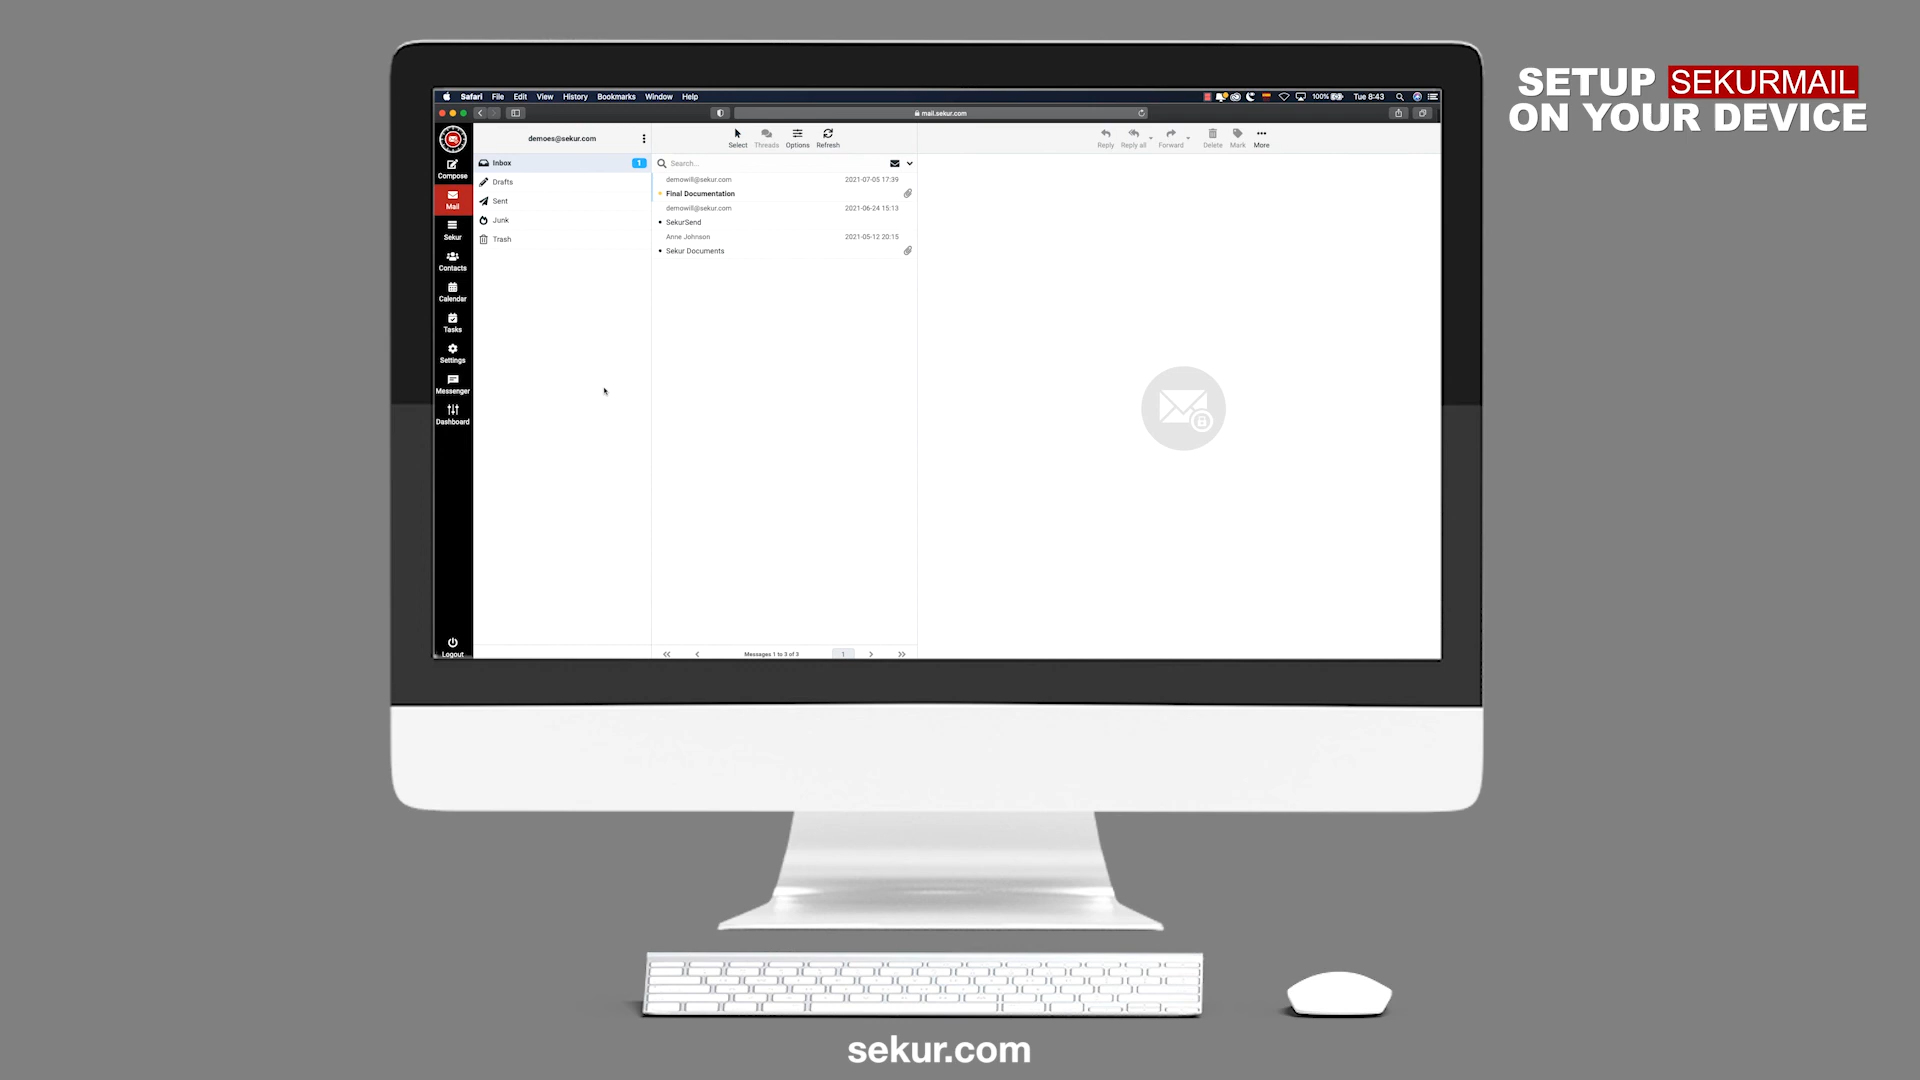 SETUP SEKURMAIL
ON YOUR DEVICE
Safari File Edit View History Bookmarks Window Help
100% Tue 8:43
mail.sekur.com
demoes@sekur.com
Select Threads Options Refresh
Reply Reply all Forward Delete Mark More
Compose
Mail
Sekur
Contacts
Calendar
Tasks
Settings
Messenger
Dashboard
Logout
Inbox 1
Drafts
Sent
Junk
Trash
Search...
demowill@sekur.com 2021-07-05 17:39
Final Documentation
demowill@sekur.com 2021-06-24 15:13
SekurSend
Anne Johnson 2021-05-12 20:15
Sekur Documents
Messages 1 to 3 of 3 1
sekur.com